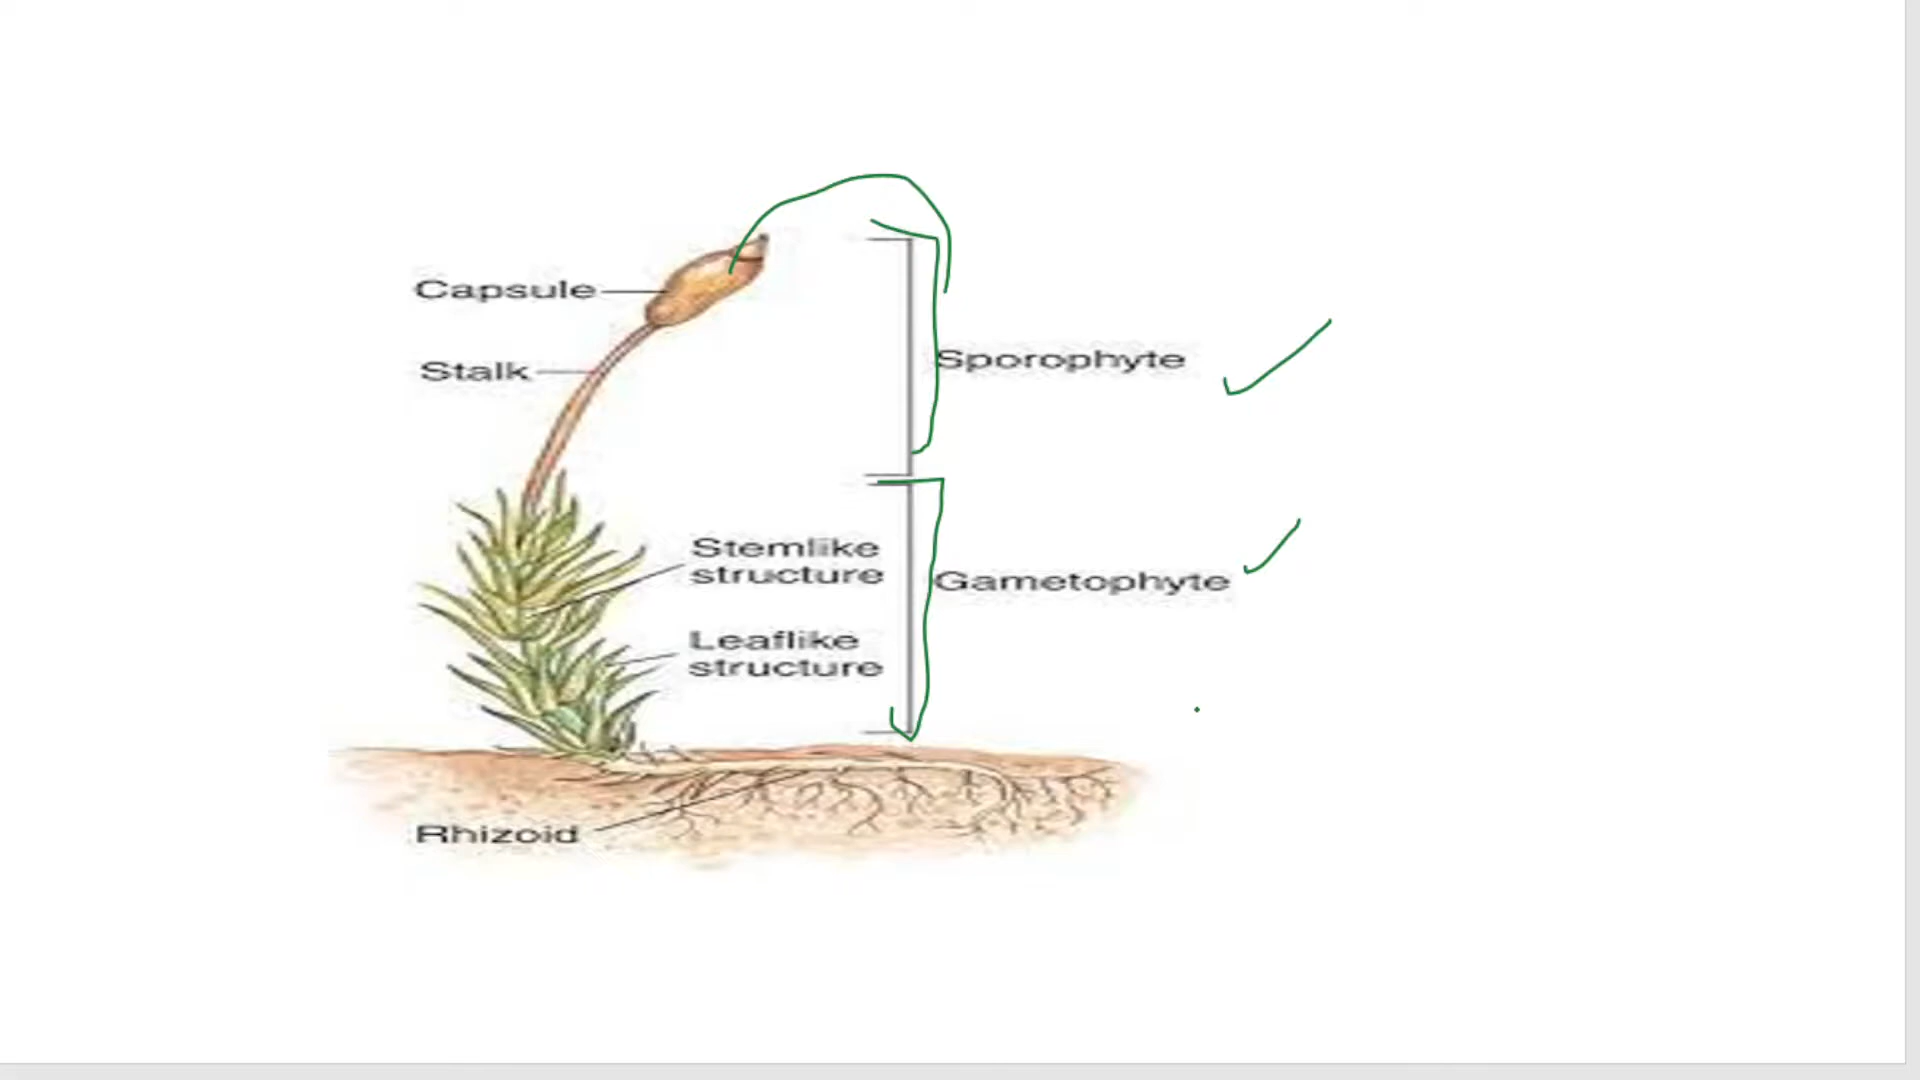 Capsule
Stalk
Sporophyte
Stemlike
structure
Gametophyte
Leaflike
structure
Rhizoid